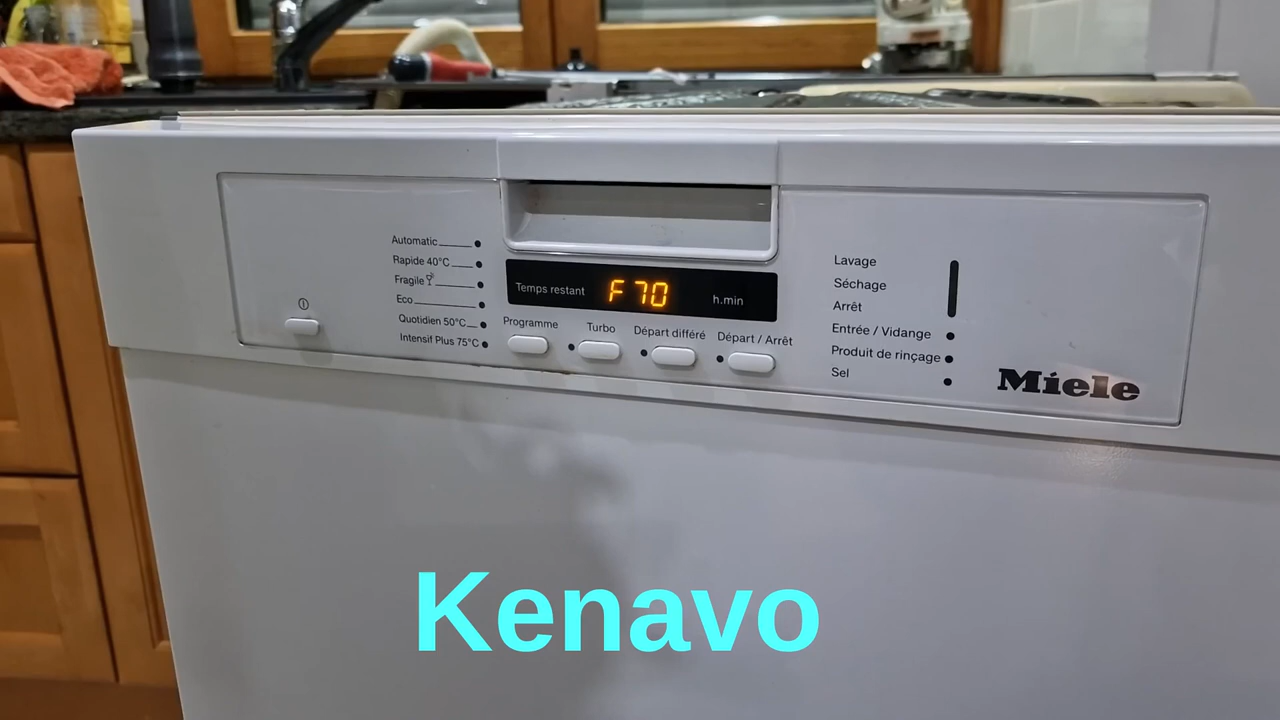 Automatic
Rapide 40°C
Fragile
Eco
Quotidien 50°C
Intensif Plus 75°C
Temps restant F70 h.min
Programme Turbo Départ différé Départ / Arrêt
Lavage
Séchage
Arrêt
Entrée / Vidange
Produit de rinçage
Sel
Miele
Kenavo